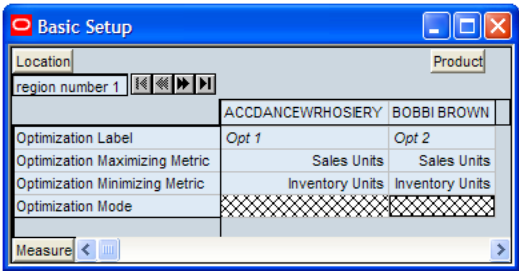 Basic Setup
Location
Product
region number 1
ACCDANCEWRHOSIERY BOBBI BROWN
Optimization Label Opt 1 Opt 2
Optimization Maximizing Metric Sales Units Sales Units
Optimization Minimizing Metric Inventory Units Inventory Units
Optimization Mode
Measure